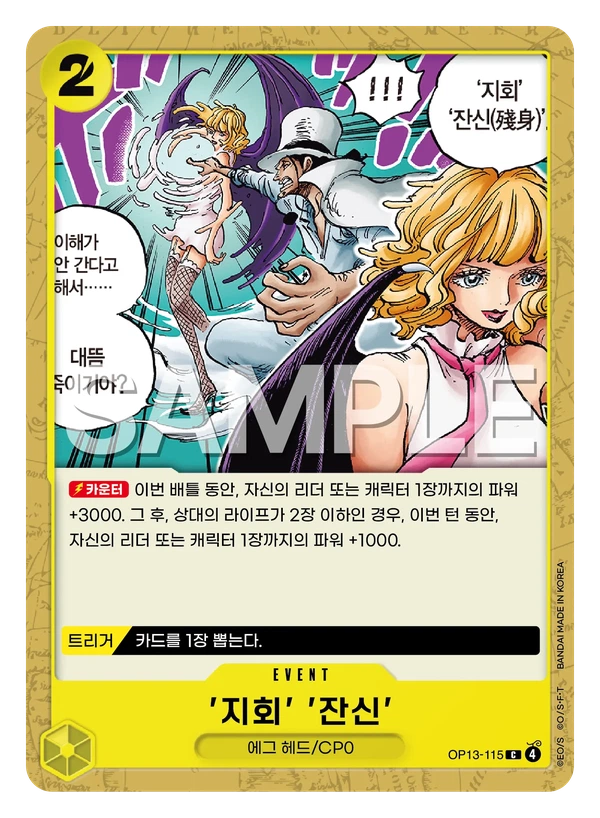 2
!!!
'지회'
'잔신(殘身)'.
이해가
안 간다고
해서……
대뜸
죽이기야?
SAMPLE
카운터 이번 배틀 동안, 자신의 리더 또는 캐릭터 1장까지의 파워
+3000. 그 후, 상대의 라이프가 2장 이하인 경우, 이번 턴 동안,
자신의 리더 또는 캐릭터 1장까지의 파워 +1000.
트리거 카드를 1장 뽑는다.
EVENT
'지회' '잔신'
에그 헤드/CP0
OP13-115 C 4
©E.O/S. ©O/S.F.T BANDAI MADE IN KOREA